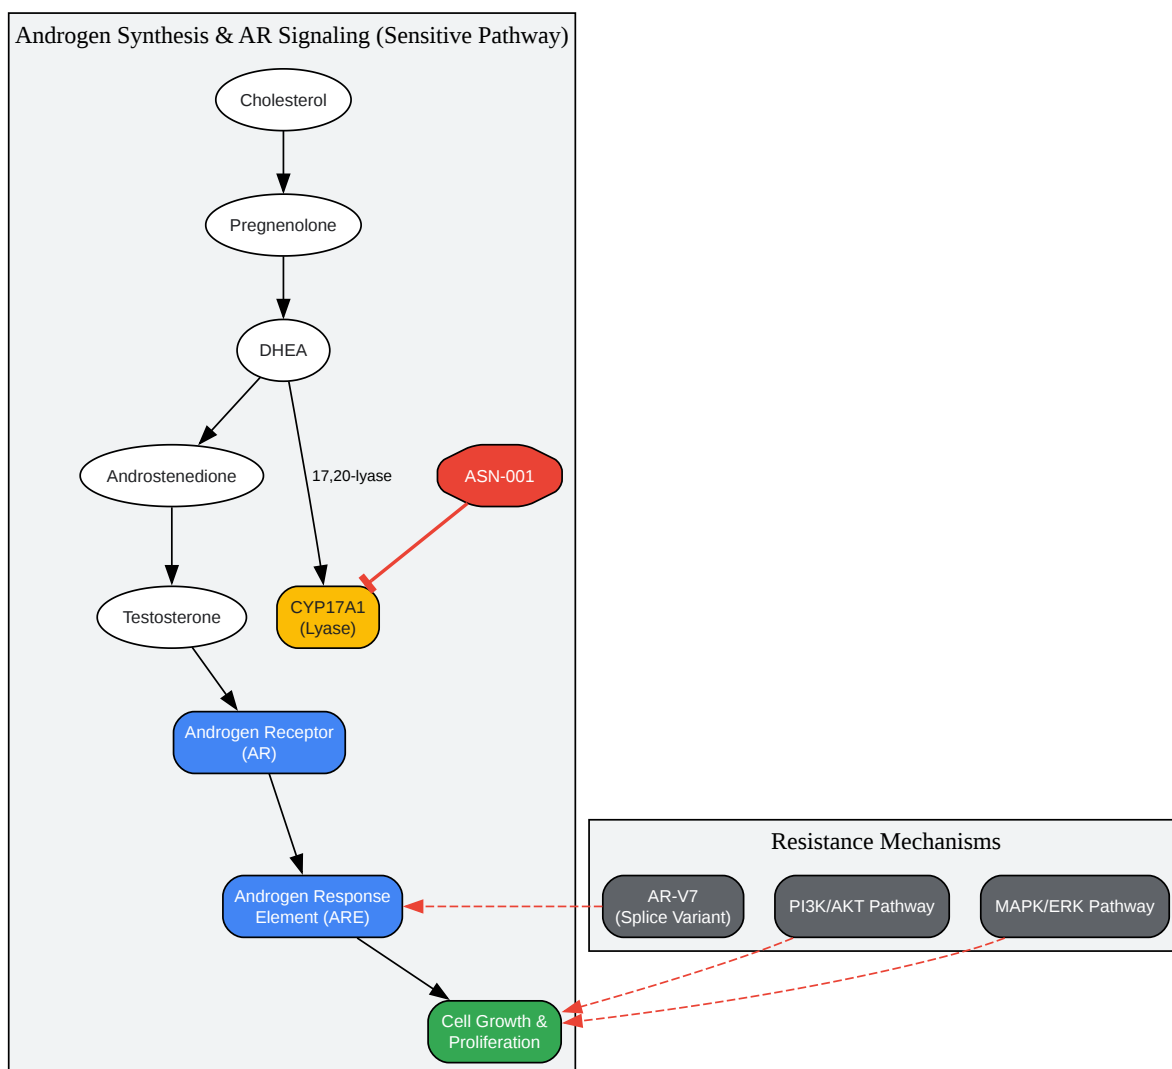 Androgen Synthesis & AR Signaling (Sensitive Pathway)
Cholesterol
Pregnenolone
DHEA
Androstenedione
17,20-lyase
ASN-001
Testosterone
CYP17A1
(Lyase)
Androgen Receptor
(AR)
Androgen Response
Element (ARE)
Cell Growth &
Proliferation
Resistance Mechanisms
AR-V7
(Splice Variant)
PI3K/AKT Pathway
MAPK/ERK Pathway